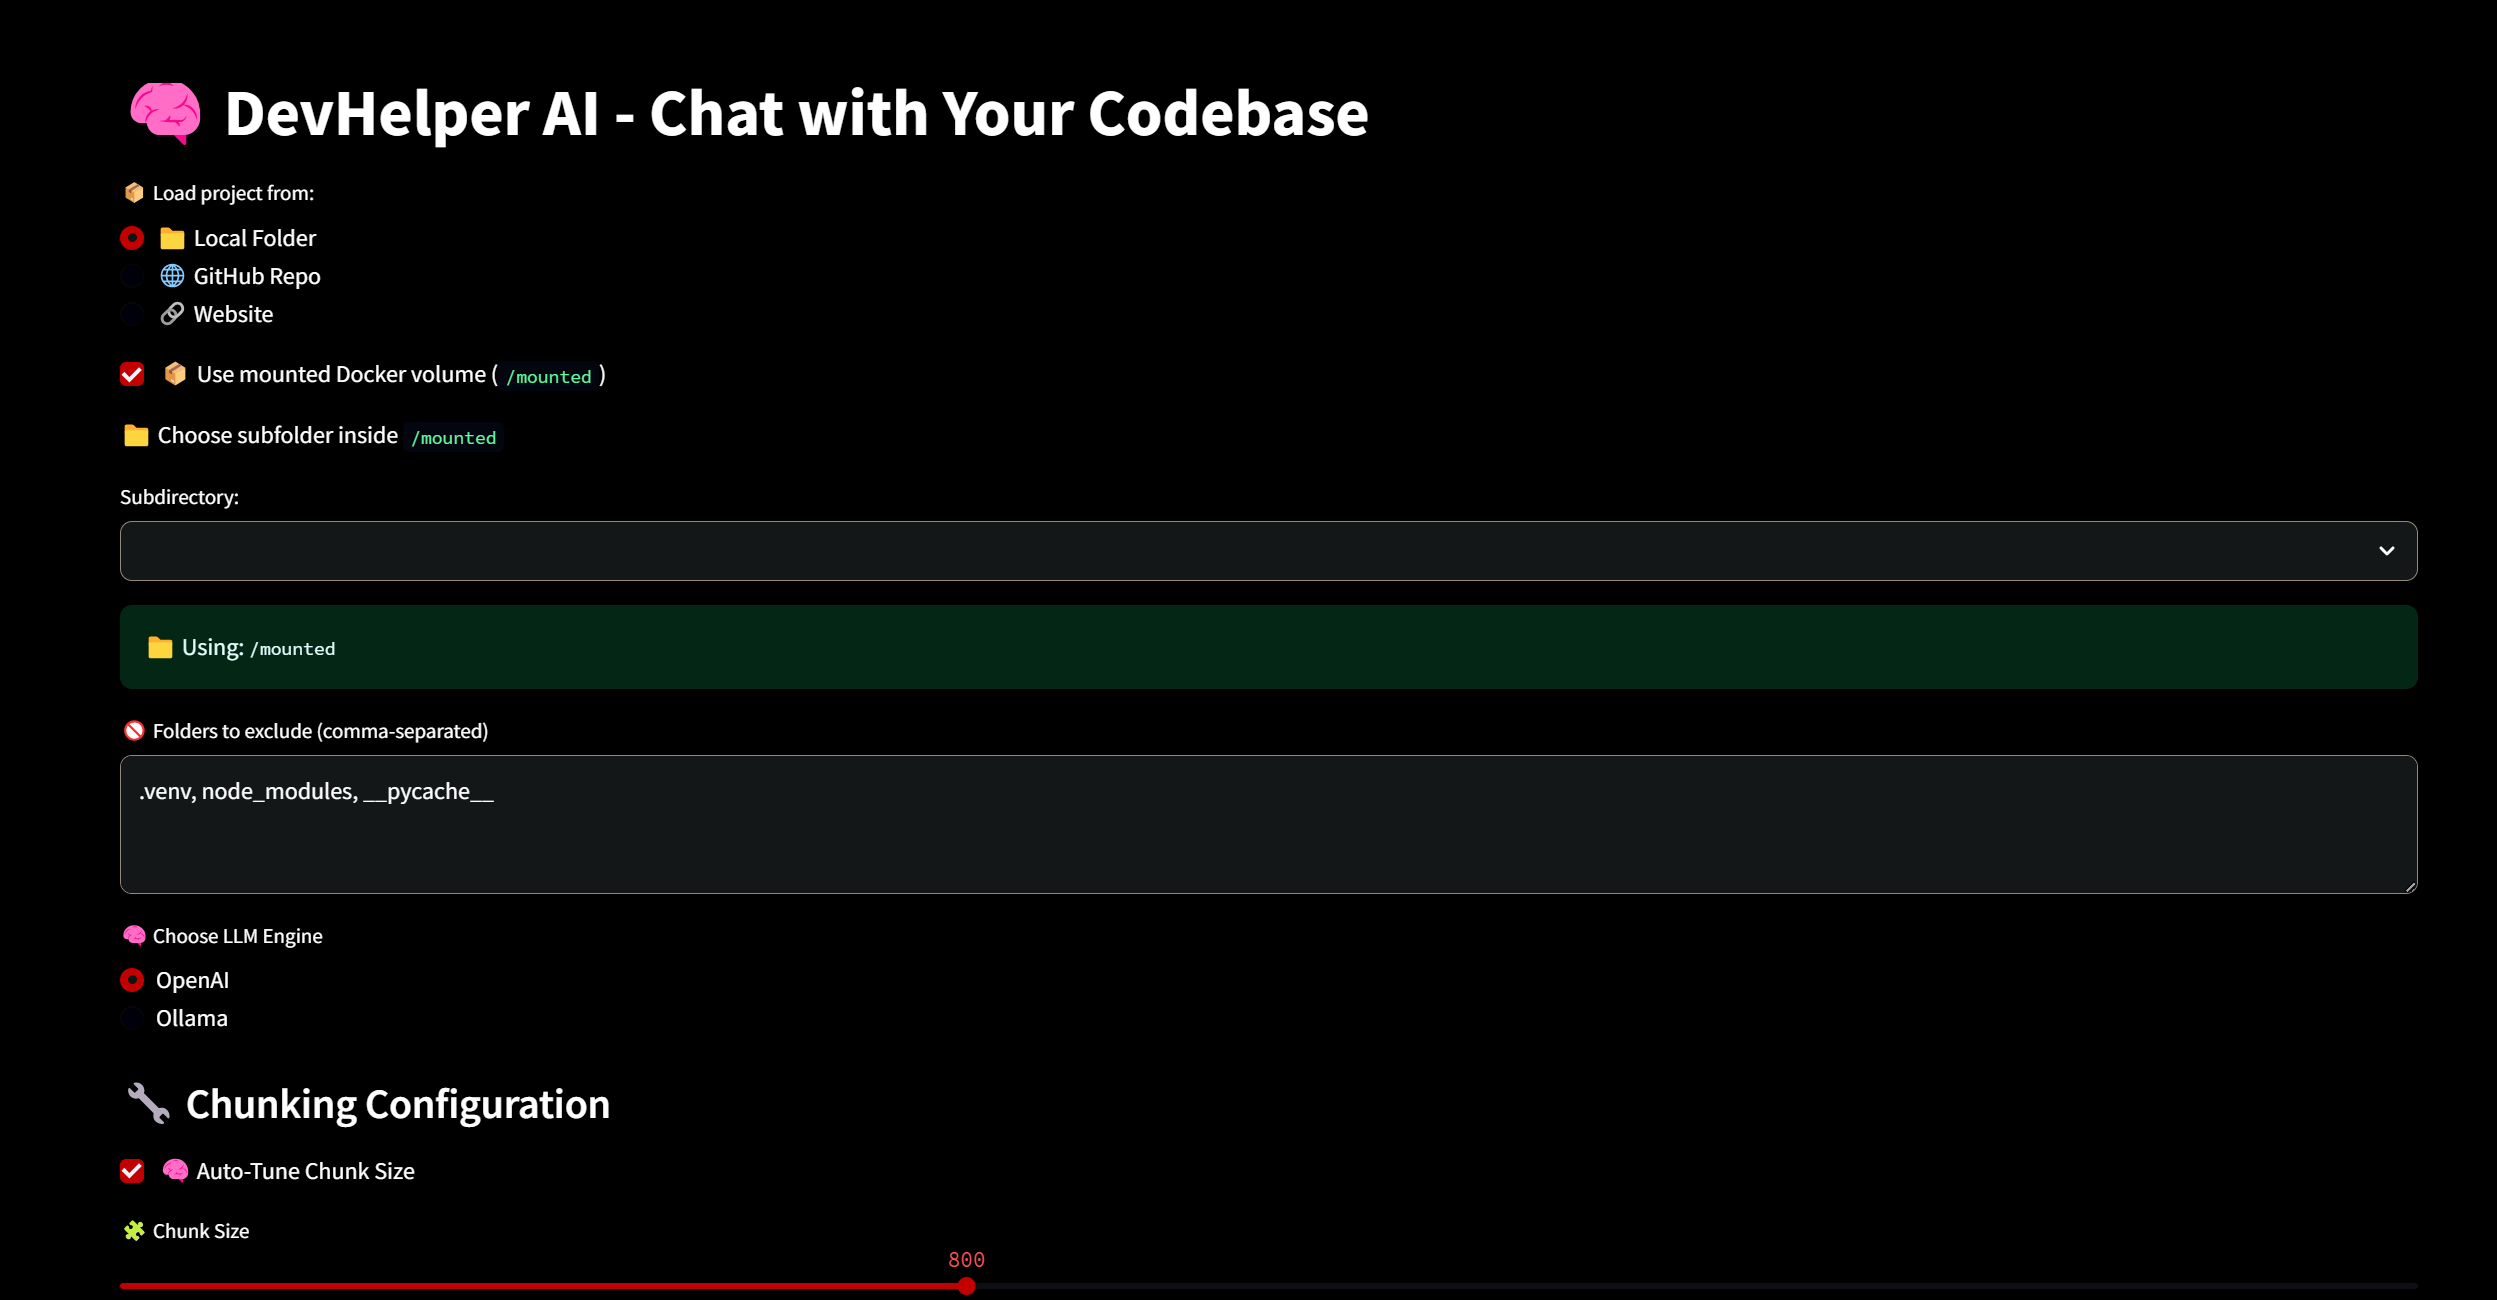 DevHelper AI - Chat with Your Codebase
Load project from:
Local Folder
GitHub Repo
Website
Use mounted Docker volume ( /mounted )
Choose subfolder inside /mounted
Subdirectory:
Using: /mounted
Folders to exclude (comma-separated)
.venv, node_modules, __pycache__
Choose LLM Engine
OpenAI
Ollama
Chunking Configuration
Auto-Tune Chunk Size
Chunk Size
800